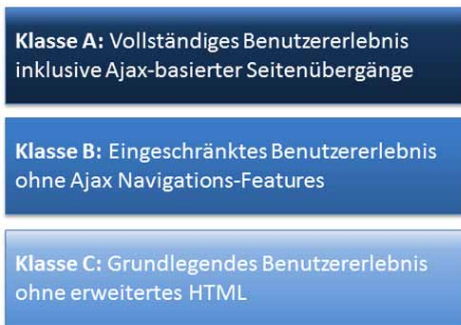 Klasse A: Vollständiges Benutzererlebnis
inklusive Ajax-basierter Seitenübergänge
Klasse B: Eingeschränktes Benutzererlebnis
ohne Ajax Navigations-Features
Klasse C: Grundlegendes Benutzererlebnis
ohne erweitertes HTML